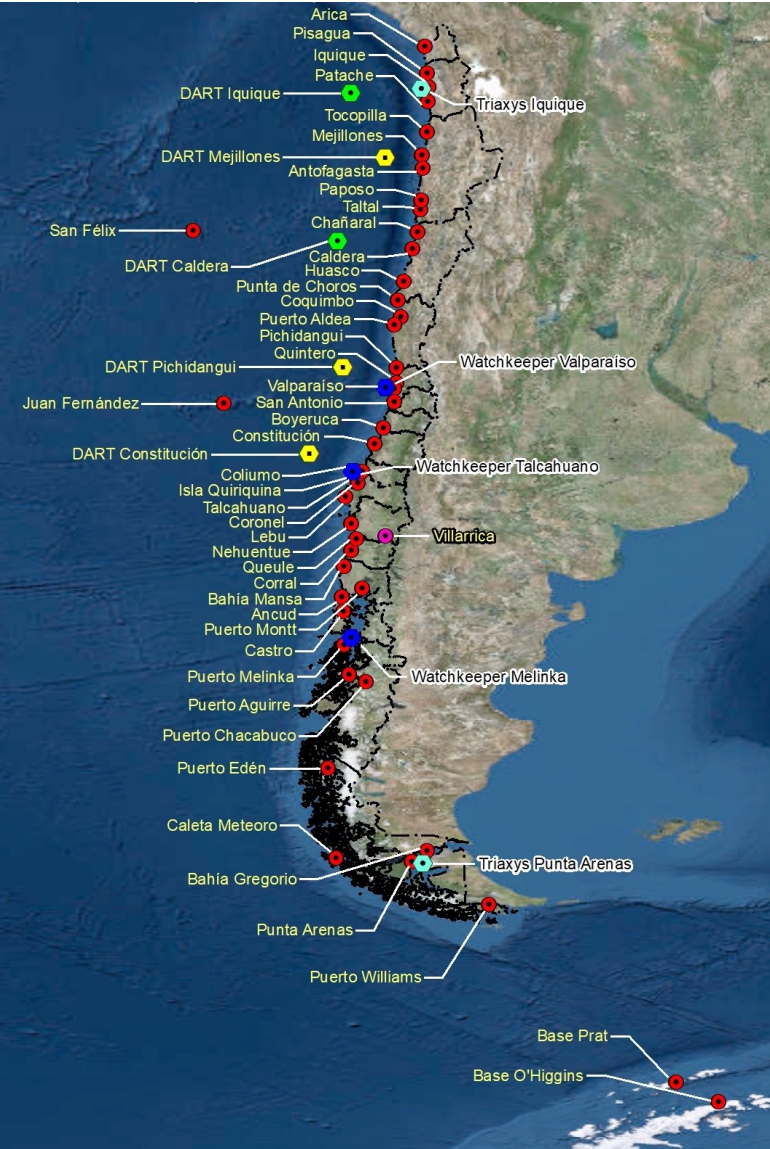 Arica
Pisagua
Iquique
Patache
Triaxys Iquique
DART Iquique
Tocopilla
Mejillones
DART Mejillones
Antofagasta
Paposo
Taltal
Chañaral
San Félix
Caldera
DART Caldera
Huasco
Punta de Choros
Coquimbo
Puerto Aldea
Pichidangui
Quintero
Watchkeeper Valparaíso
DART Pichidangui
Valparaíso
Juan Fernández
San Antonio
Boyeruca
Constitución
DART Constitución
Watchkeeper Talcahuano
Coliumo
Isla Quiriquina
Talcahuano
Coronel
Lebu
Villarrica
Nehuentue
Queule
Corral
Bahía Mansa
Ancud
Puerto Montt
Castro
Puerto Melinka
Watchkeeper Melinka
Puerto Aguirre
Puerto Chacabuco
Puerto Edén
Caleta Meteoro
Triaxys Punta Arenas
Bahía Gregorio
Punta Arenas
Puerto Williams
Base Prat
Base O'Higgins